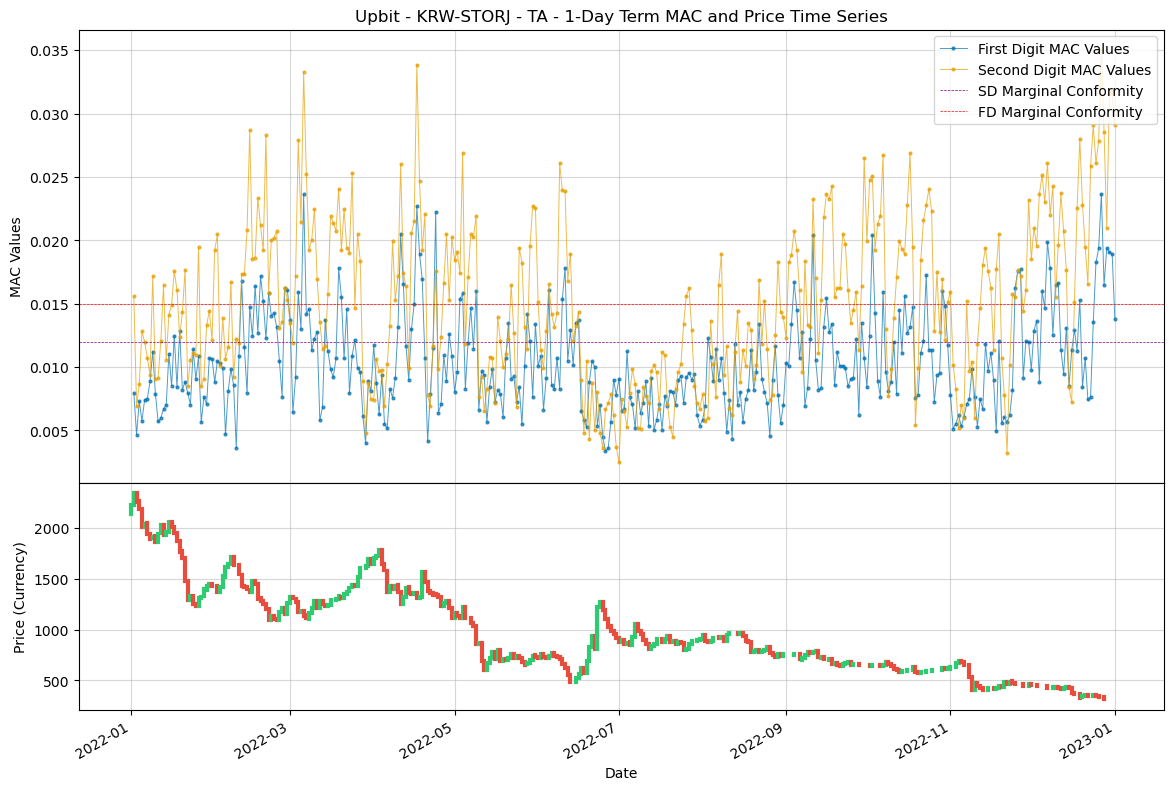 Upbit - KRW-STORJ - TA - 1-Day Term MAC and Price Time Series
First Digit MAC Values
Second Digit MAC Values
SD Marginal Conformity
FD Marginal Conformity
MAC Values
0.035
0.030
0.025
0.020
0.015
0.010
0.005
Price (Currency)
2000
1500
1000
500
2022-01
2022-03
2022-05
2022-07
2022-09
2022-11
2023-01
Date